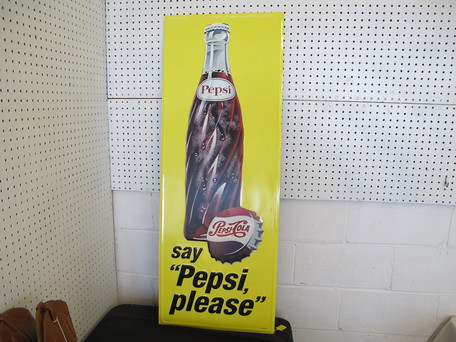 Pepsi
PEPSI-COLA
say
"Pepsi,
please"